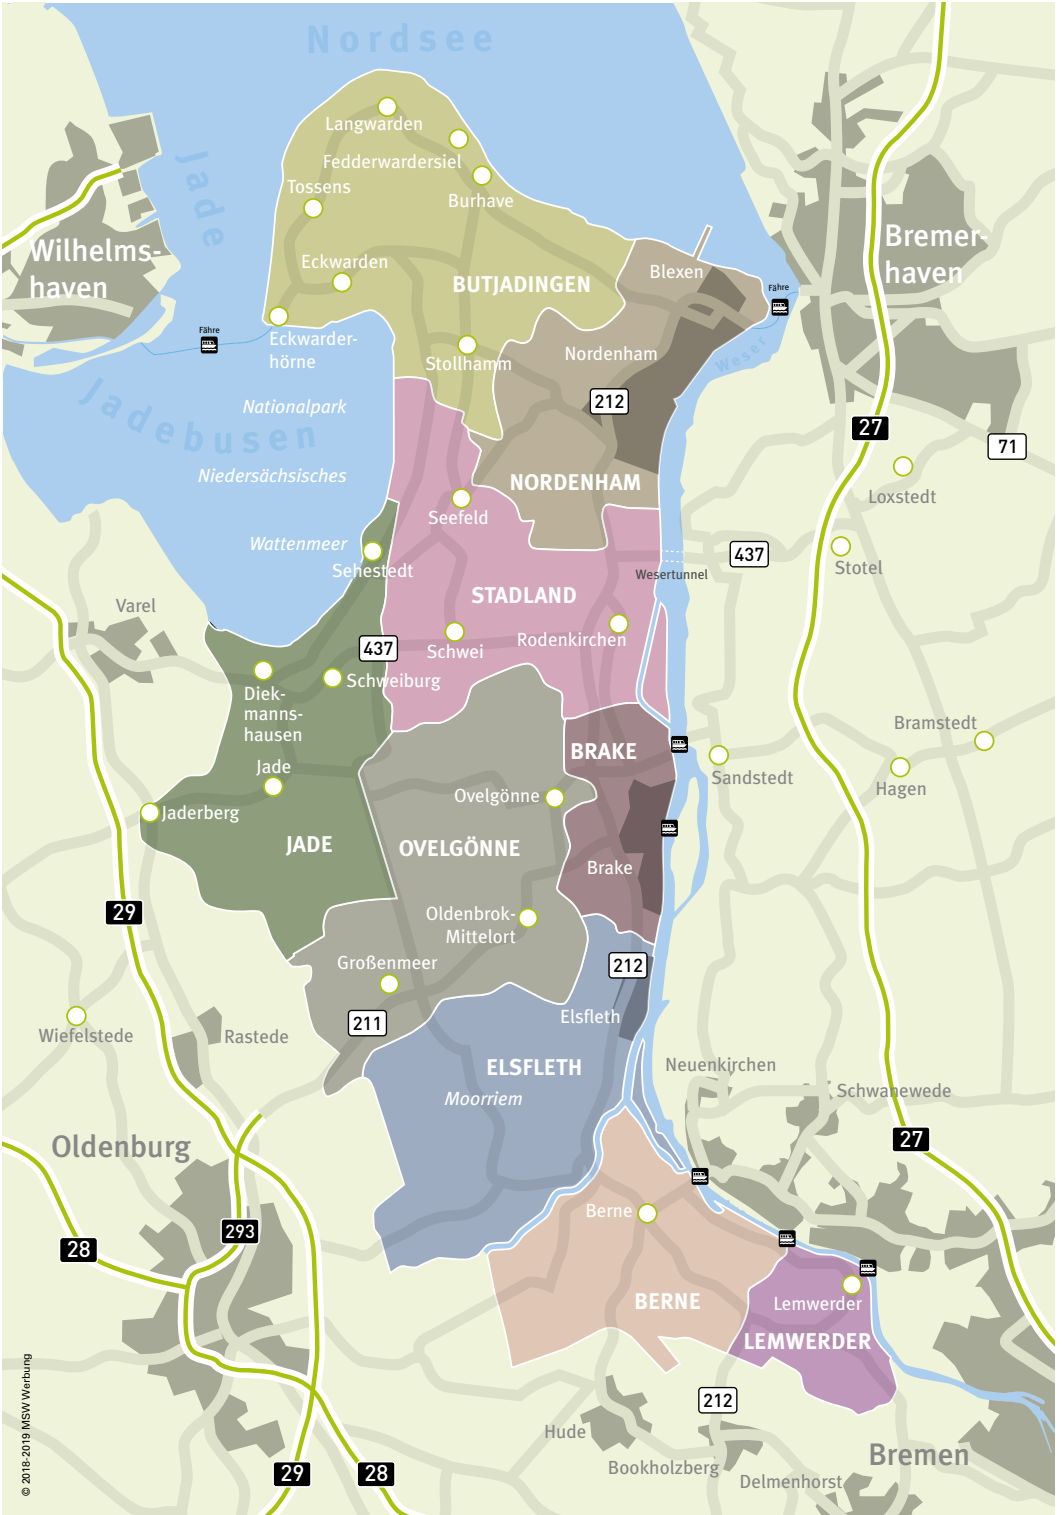 Nordsee
Langwarden
Fedderwardersiel
Tossens
Burhave
Jade
Wilhelms-
haven
Bremer-
haven
Eckwarden
BUTJADINGEN
Blexen
Fähre
Fähre
Eckwarder-
hörne
Stollhamm
Nordenham
Weser
Jadebusen
Nationalpark
212
27
71
Niedersächsisches
NORDENHAM
Loxstedt
Seefeld
Wattenmeer
437
Sehestedt
Wesertunnel
Stotel
STADLAND
Varel
437
Schwei
Rodenkirchen
Schweiburg
Diek-
manns-
hausen
Bramstedt
BRAKE
Jade
Sandstedt
Hagen
Ovelgönne
Jaderberg
JADE
OVELGÖNNE
Brake
29
Oldenbrok-
Mittelort
Großenmeer
212
211
Elsfleth
Wiefelstede
Rastede
ELSFLETH
Neuenkirchen
Moorriem
Schwanewede
Oldenburg
27
Berne
293
28
BERNE
Lemwerder
LEMWERDER
212
Hude
Bookholzberg
Bremen
Delmenhorst
29
28
© 2018-2019 MSW Werbung